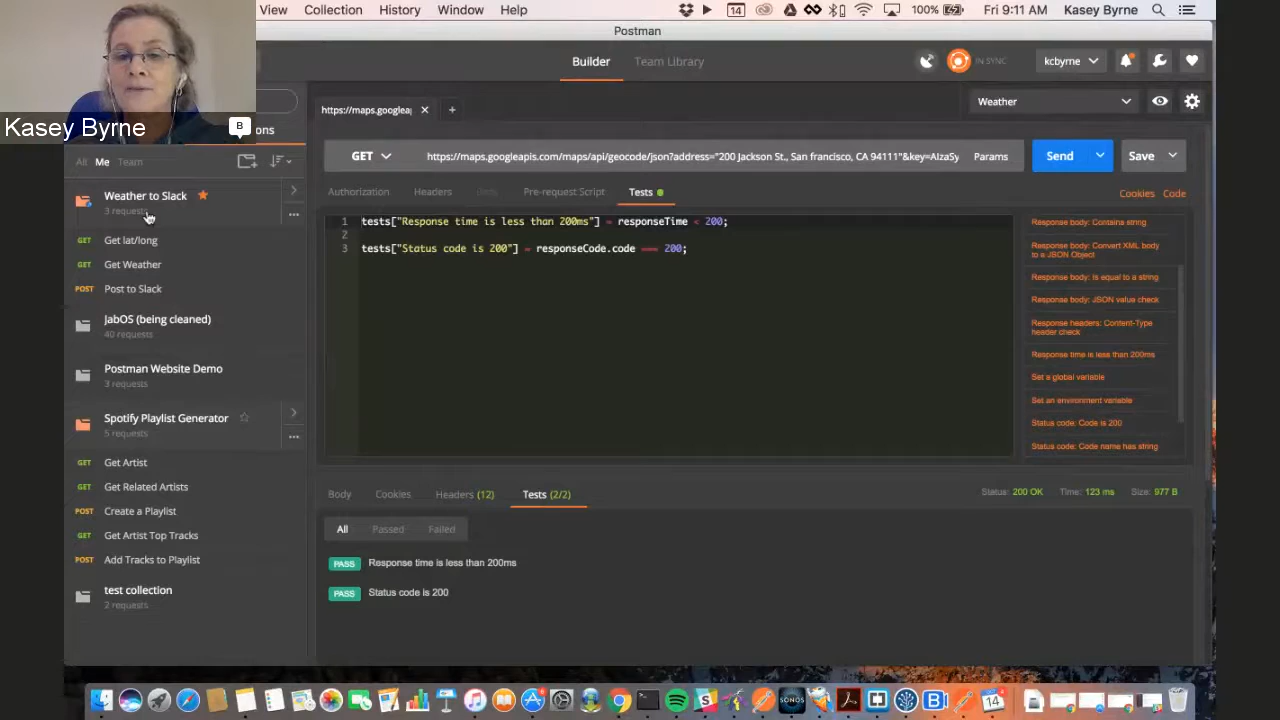 View Collection History Window Help
14
100%
Fri 9:11 AM Kasey Byrne
Postman
Builder Team Library
IN SYNC
kcbyrne
Kasey Byrne
B
ons
https://maps.googlea
Weather
All Me Team
GET https://maps.googleapis.com/maps/api/geocode/json?address="200 Jackson St., San francisco, CA 94111"&key=AIzaSy Params Send Save
Authorization Headers Body Pre-request Script Tests Cookies Code
Weather to Slack
3 requests
GET Get lat/long
GET Get Weather
POST Post to Slack
JabOS (being cleaned)
40 requests
Postman Website Demo
3 requests
Spotify Playlist Generator
5 requests
GET Get Artist
GET Get Related Artists
POST Create a Playlist
GET Get Artist Top Tracks
POST Add Tracks to Playlist
test collection
2 requests
1 tests["Response time is less than 200ms"] = responseTime < 200;
2
3 tests["Status code is 200"] = responseCode.code === 200;
Response body: Contains string
Response body: Convert XML body
to a JSON Object
Response body: is equal to a string
Response body: JSON value check
Response headers: Content-Type
header check
Response time is less than 200ms
Set a global variable
Set an environment variable
Status code: Code is 200
Status code: Code name has string
Body Cookies Headers (12) Tests (2/2) Status: 200 OK Time: 123 ms Size: 977 B
All Passed Failed
PASS Response time is less than 200ms
PASS Status code is 200
SONOS
B
14